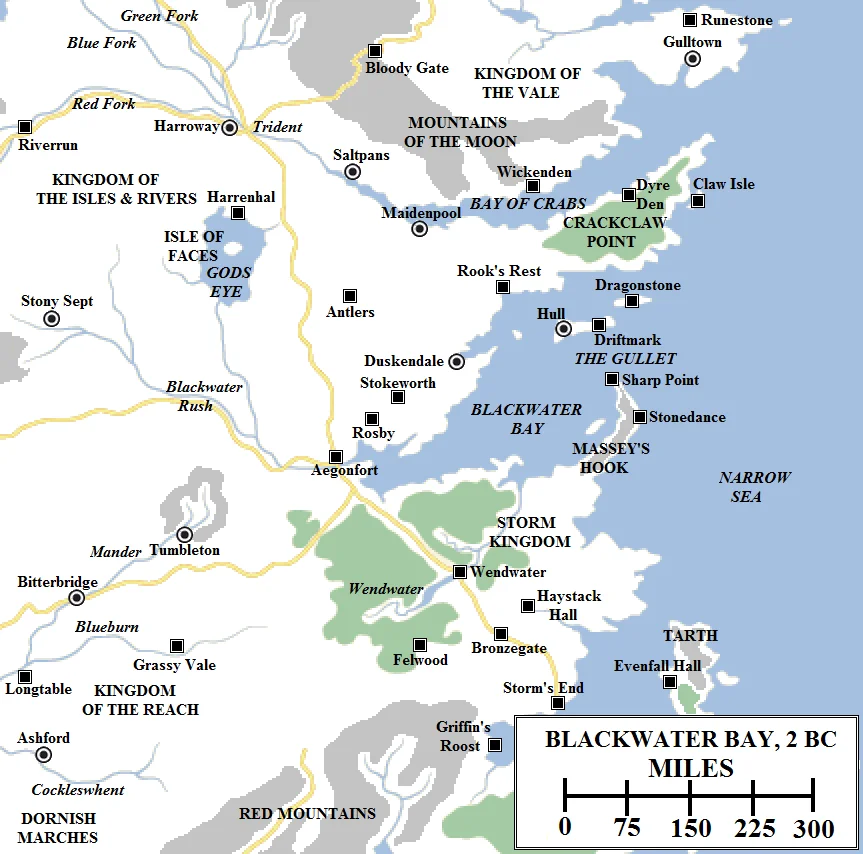 Green Fork
Runestone
Blue Fork
Gulltown
Bloody Gate
KINGDOM OF
THE VALE
Red Fork
Harroway
Trident
MOUNTAINS
OF THE MOON
Riverrun
Saltpans
Wickenden
KINGDOM OF
THE ISLES & RIVERS
Harrenhal
Dyre
Den
Claw Isle
BAY OF CRABS
Maidenpool
CRACKCLAW
POINT
ISLE OF
FACES
GODS
EYE
Rook's Rest
Dragonstone
Stony Sept
Antlers
Hull
Driftmark
Duskendale
THE GULLET
Stokeworth
Sharp Point
Blackwater
Rush
BLACKWATER
BAY
Stonedance
Rosby
MASSEY'S
HOOK
Aegonfort
NARROW
SEA
STORM
KINGDOM
Mander
Tumbleton
Bitterbridge
Wendwater
Wendwater
Haystack
Hall
Blueburn
TARTH
Bronzegate
Grassy Vale
Felwood
Evenfall Hall
Longtable
KINGDOM
OF THE REACH
Storm's End
Griffin's
Roost
Ashford
BLACKWATER BAY, 2 BC
MILES
Cockleswhent
DORNISH
MARCHES
RED MOUNTAINS
0 75 150 225 300